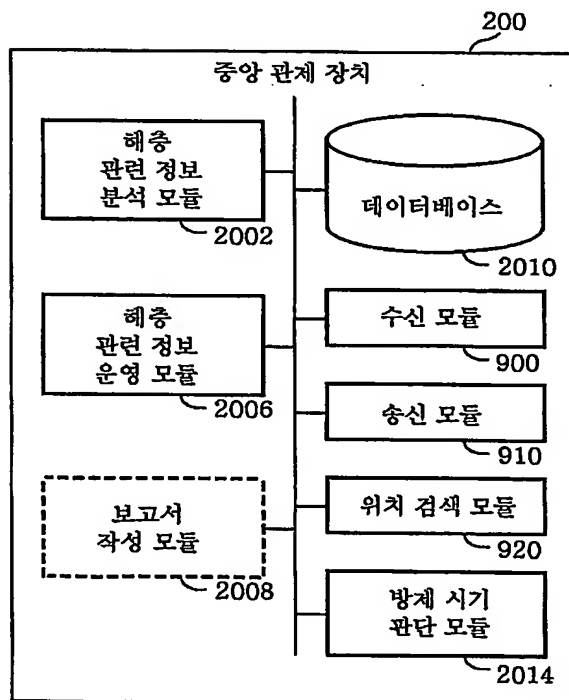 200
중앙 관제 장치
해충
관련 정보
분석 모듈
2002
데이터베이스
2010
해충
관련 정보
운영 모듈
2006
수신 모듈
900
송신 모듈
910
보고서
작성 모듈
2008
위치 검색 모듈
920
방제 시기
판단 모듈
2014